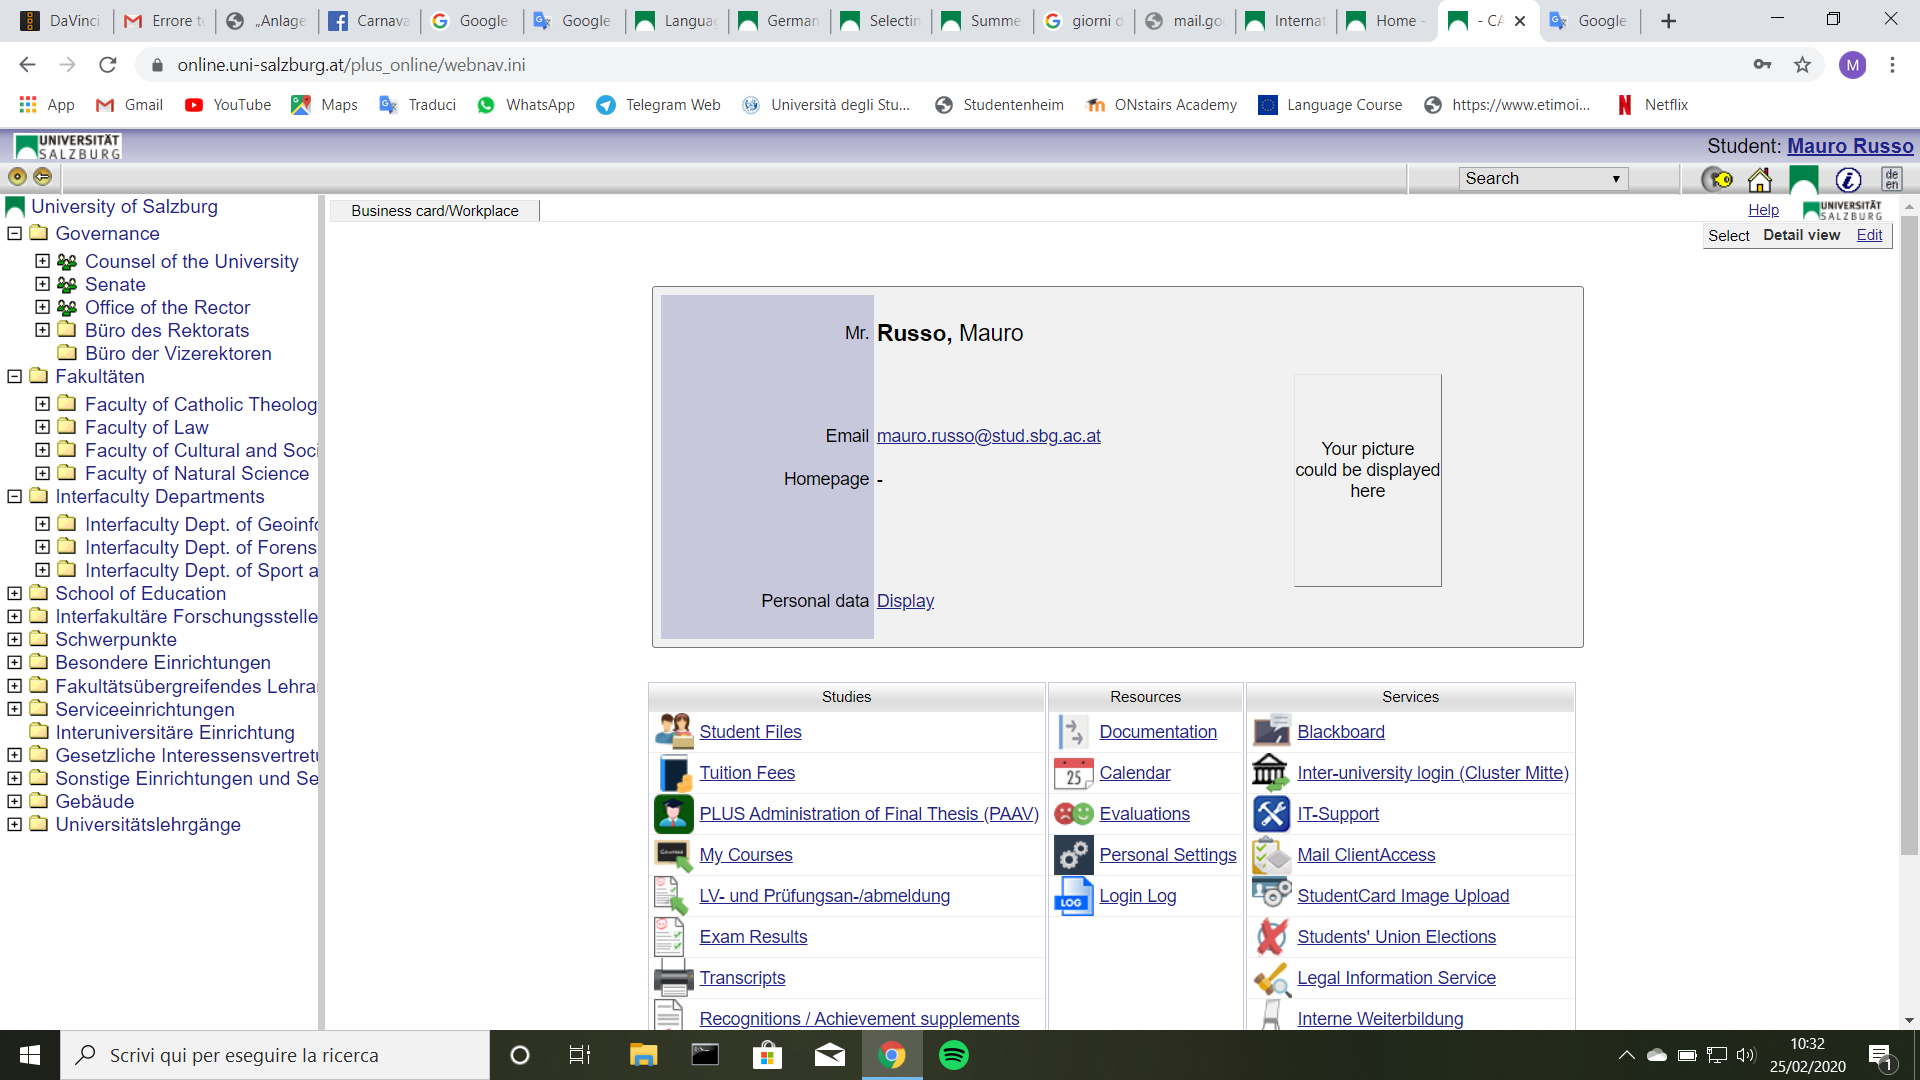 DaVinci
Errore te
„Anlage
Carnava
Google
Google
Languag
German
Selectin
Summe
giorni d
mail.go
Internat
Home -
- CA
Google
online.uni-salzburg.at/plus_online/webnav.ini
M
App
Gmail
YouTube
Maps
Traduci
WhatsApp
Telegram Web
Università degli Stu...
Studentenheim
ONstairs Academy
Language Course
https://www.etimoi...
Netflix
UNIVERSITÄT
SALZBURG
Student: Mauro Russo
Search
de
en
University of Salzburg
Governance
Counsel of the University
Senate
Office of the Rector
Büro des Rektorats
Büro der Vizerektoren
Fakultäten
Faculty of Catholic Theolog
Faculty of Law
Faculty of Cultural and Soci
Faculty of Natural Science
Interfaculty Departments
Interfaculty Dept. of Geoinfo
Interfaculty Dept. of Forens
Interfaculty Dept. of Sport a
School of Education
Interfakultäre Forschungsstelle
Schwerpunkte
Besondere Einrichtungen
Fakultätsübergreifendes Lehra
Serviceeinrichtungen
Interuniversitäre Einrichtung
Gesetzliche Interessensvertretu
Sonstige Einrichtungen und Se
Gebäude
Universitätslehrgänge
Business card/Workplace
Help
UNIVERSITÄT
SALZBURG
Select Detail view Edit
Mr. Russo, Mauro
Email mauro.russo@stud.sbg.ac.at
Homepage -
Your picture
could be displayed
here
Personal data Display
Studies
Student Files
Tuition Fees
PLUS Administration of Final Thesis (PAAV)
My Courses
LV- und Prüfungsan-/abmeldung
Exam Results
Transcripts
Recognitions / Achievement supplements
Resources
Documentation
25
Calendar
Evaluations
Personal Settings
LOG
Login Log
Services
Blackboard
Inter-university login (Cluster Mitte)
IT-Support
Mail ClientAccess
StudentCard Image Upload
Students' Union Elections
Legal Information Service
Interne Weiterbildung
Scrivi qui per eseguire la ricerca
10:32
25/02/2020
1